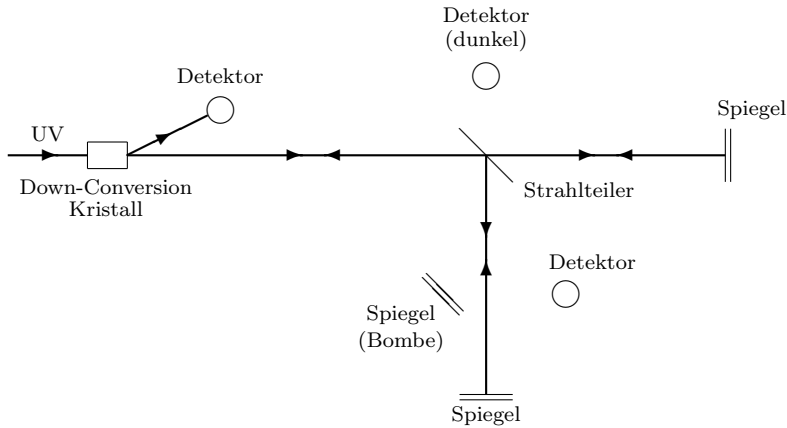 Detektor
(dunkel)
Detektor
Spiegel
UV
Down-Conversion
Kristall
Strahlteiler
Detektor
Spiegel
(Bombe)
Spiegel